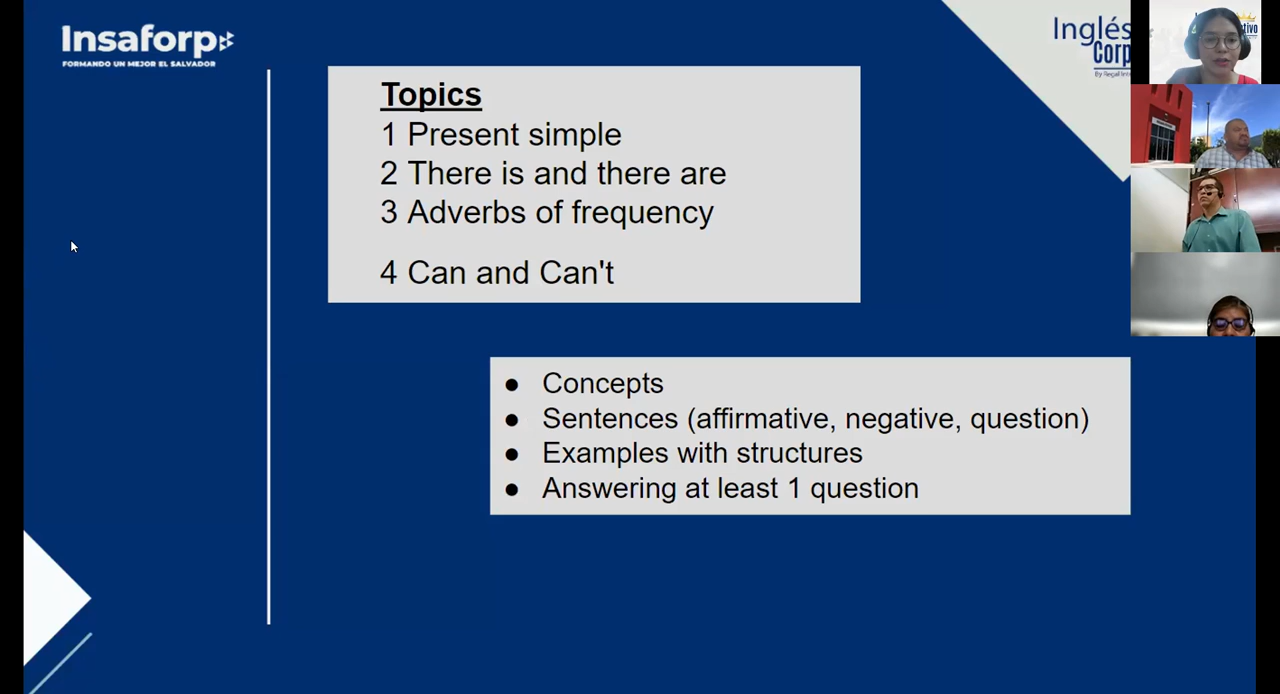 Insaforp
FORMANDO UN MEJOR EL SALVADOR
Inglés
Corp
Topics
1 Present simple
2 There is and there are
3 Adverbs of frequency
4 Can and Can't
● Concepts
● Sentences (affirmative, negative, question)
● Examples with structures
● Answering at least 1 question